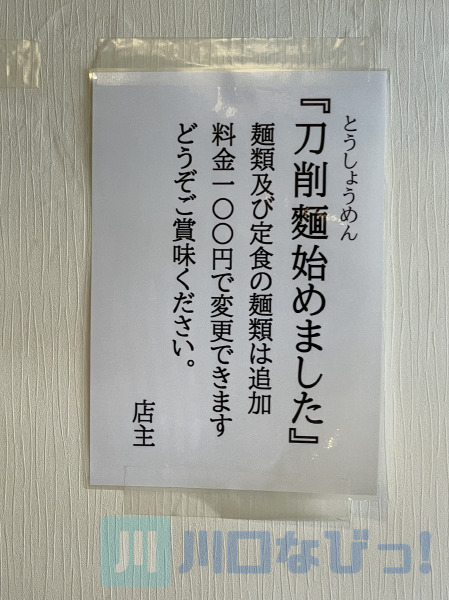 とうしょうめん
『刀削麵始めました』
麺類及び定食の麺類は追加
料金一〇〇円で変更できます
どうぞご賞味ください。
店主
川 川口なびっ!